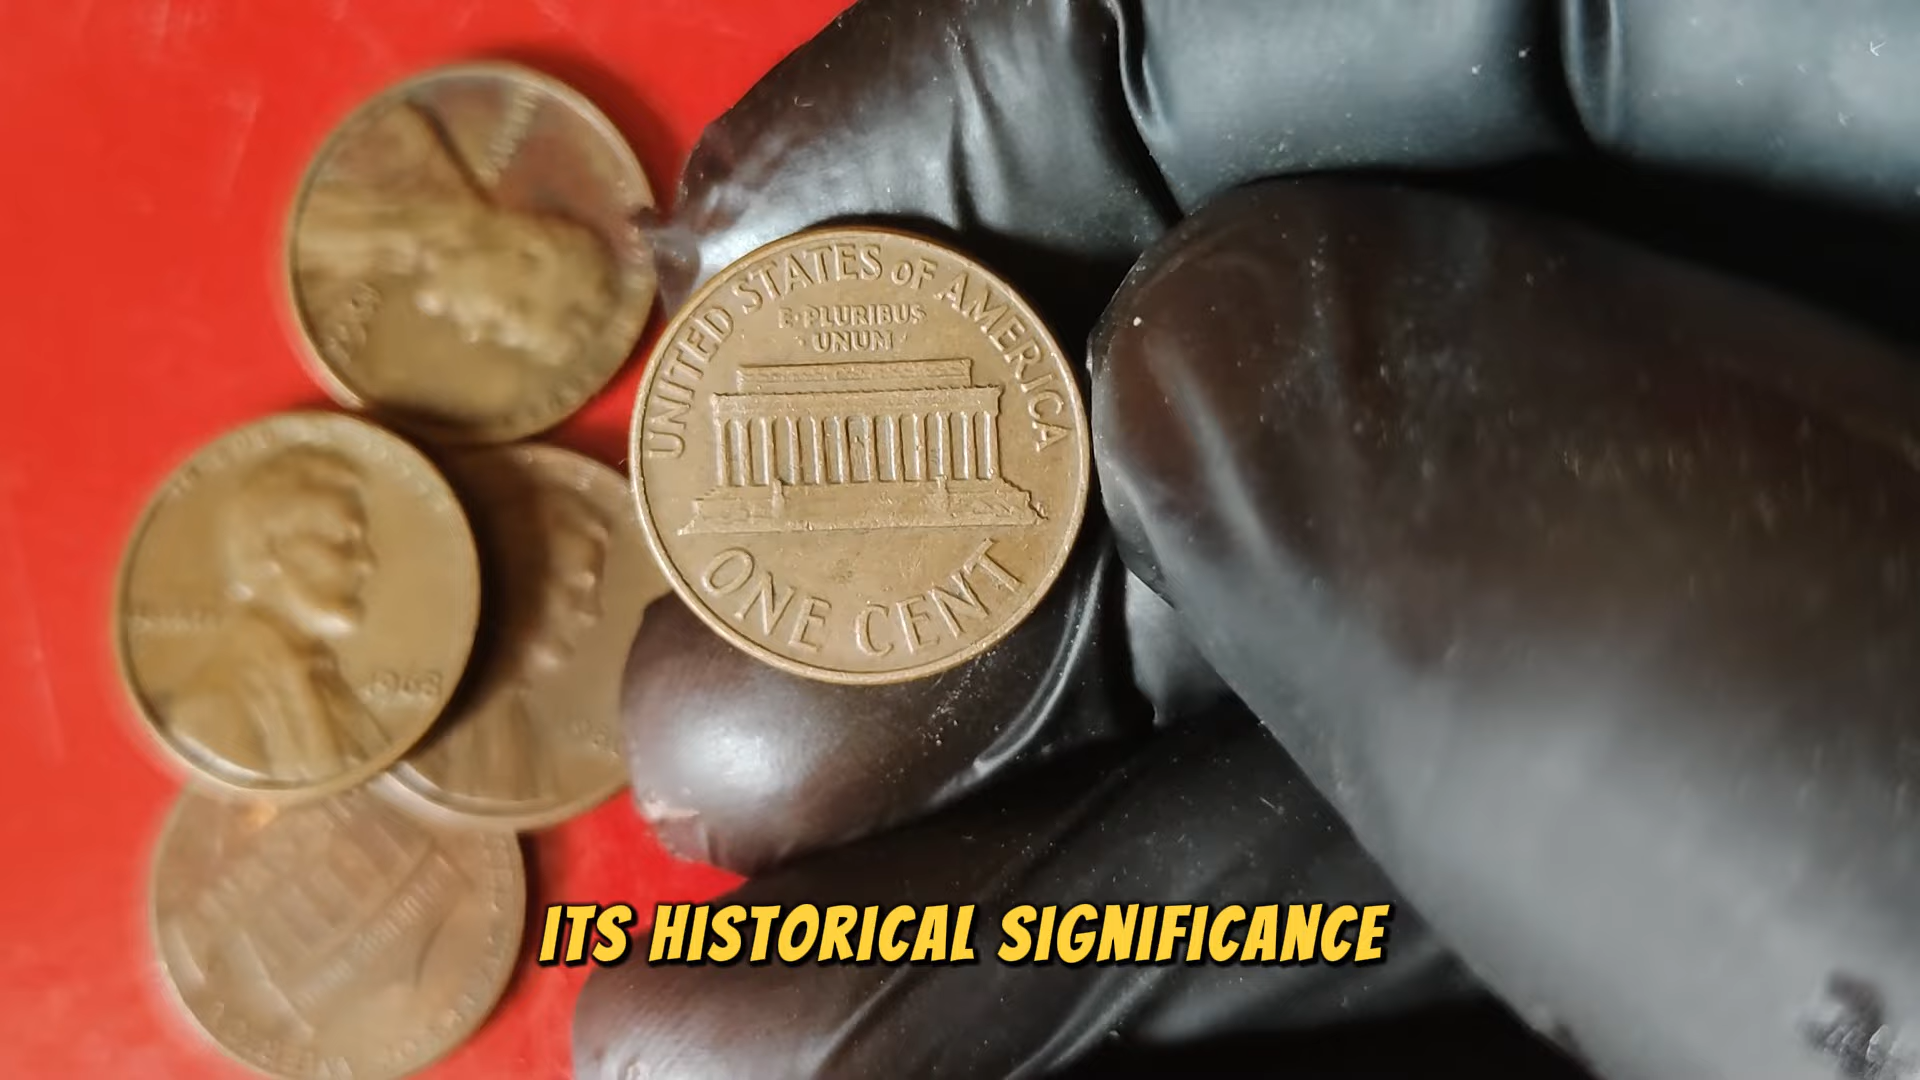 UNITED STATES OF AMERICA
E·PLURIBUS
·UNUM·
ONE CENT
1968
ITS HISTORICAL SIGNIFICANCE